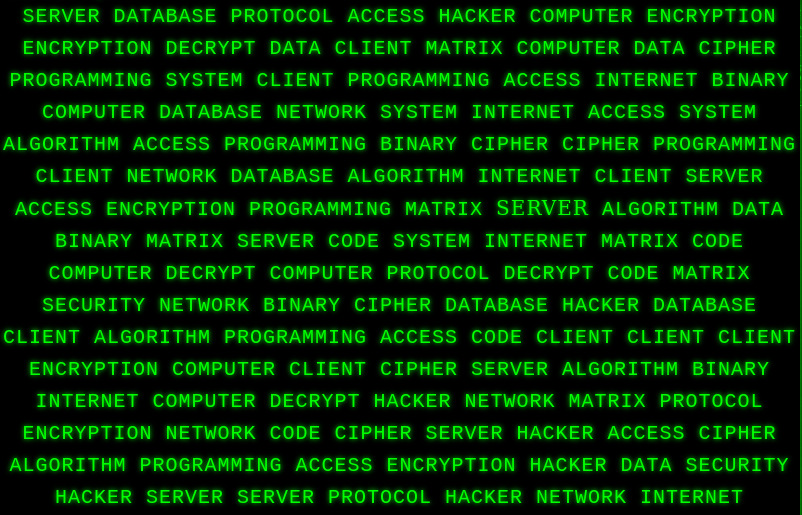 SERVER DATABASE PROTOCOL ACCESS HACKER COMPUTER ENCRYPTION
ENCRYPTION DECRYPT DATA CLIENT MATRIX COMPUTER DATA CIPHER
PROGRAMMING SYSTEM CLIENT PROGRAMMING ACCESS INTERNET BINARY
COMPUTER DATABASE NETWORK SYSTEM INTERNET ACCESS SYSTEM
ALGORITHM ACCESS PROGRAMMING BINARY CIPHER CIPHER PROGRAMMING
CLIENT NETWORK DATABASE ALGORITHM INTERNET CLIENT SERVER
ACCESS ENCRYPTION PROGRAMMING MATRIX SERVER ALGORITHM DATA
BINARY MATRIX SERVER CODE SYSTEM INTERNET MATRIX CODE
COMPUTER DECRYPT COMPUTER PROTOCOL DECRYPT CODE MATRIX
SECURITY NETWORK BINARY CIPHER DATABASE HACKER DATABASE
CLIENT ALGORITHM PROGRAMMING ACCESS CODE CLIENT CLIENT CLIENT
ENCRYPTION COMPUTER CLIENT CIPHER SERVER ALGORITHM BINARY
INTERNET COMPUTER DECRYPT HACKER NETWORK MATRIX PROTOCOL
ENCRYPTION NETWORK CODE CIPHER SERVER HACKER ACCESS CIPHER
ALGORITHM PROGRAMMING ACCESS ENCRYPTION HACKER DATA SECURITY
HACKER SERVER SERVER PROTOCOL HACKER NETWORK INTERNET